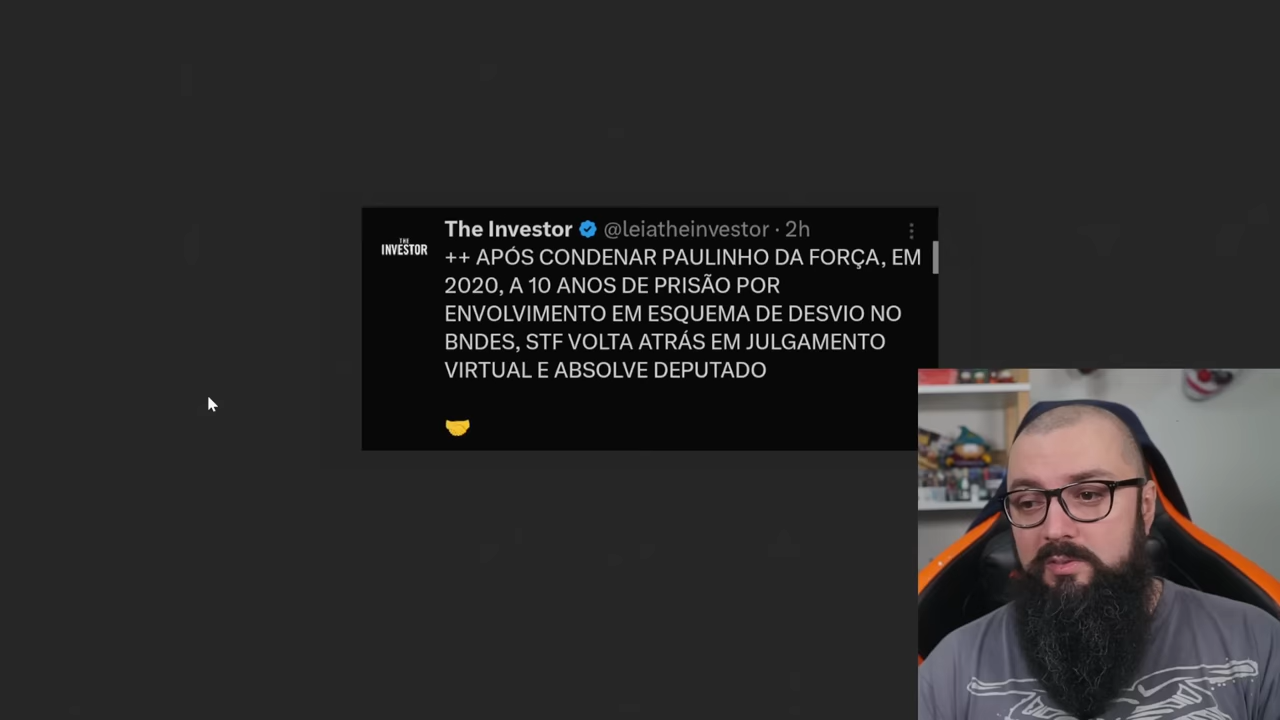 The Investor @leiatheinvestor · 2h
THE
INVESTOR
++ APÓS CONDENAR PAULINHO DA FORÇA, EM
2020, A 10 ANOS DE PRISÃO POR
ENVOLVIMENTO EM ESQUEMA DE DESVIO NO
BNDES, STF VOLTA ATRÁS EM JULGAMENTO
VIRTUAL E ABSOLVE DEPUTADO
🤝